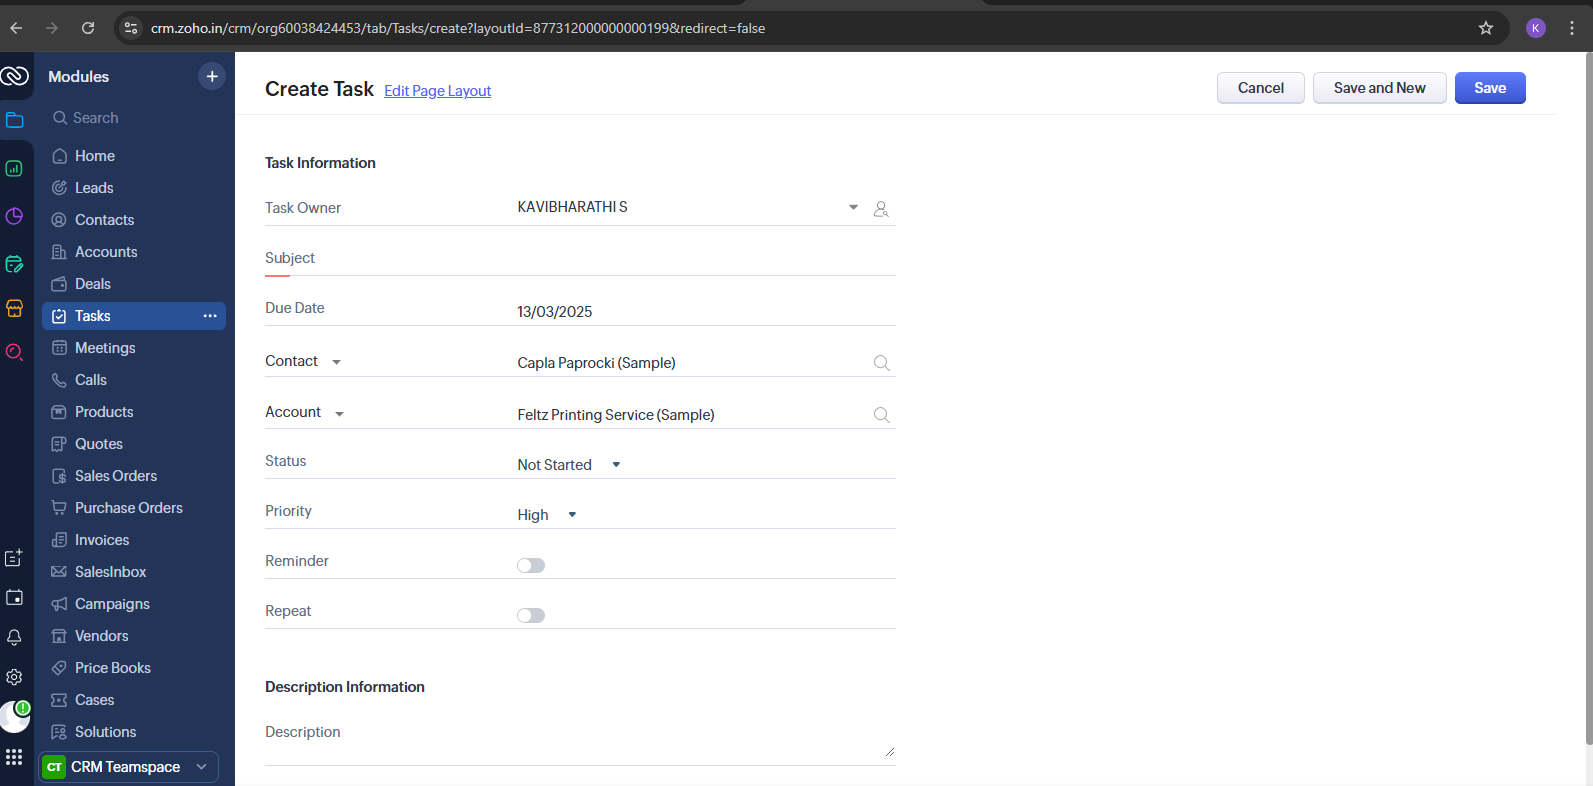 crm.zoho.in/crm/org60038424453/tab/Tasks/create?layoutId=877312000000000199&redirect=false
K
Modules
Search
Home
Leads
Contacts
Accounts
Deals
Tasks
Meetings
Calls
Products
Quotes
Sales Orders
Purchase Orders
Invoices
SalesInbox
Campaigns
Vendors
Price Books
Cases
Solutions
CT CRM Teamspace
Create Task Edit Page Layout
Cancel
Save and New
Save
Task Information
Task Owner KAVIBHARATHI S
Subject
Due Date 13/03/2025
Contact Capla Paprocki (Sample)
Account Feltz Printing Service (Sample)
Status Not Started
Priority High
Reminder
Repeat
Description Information
Description